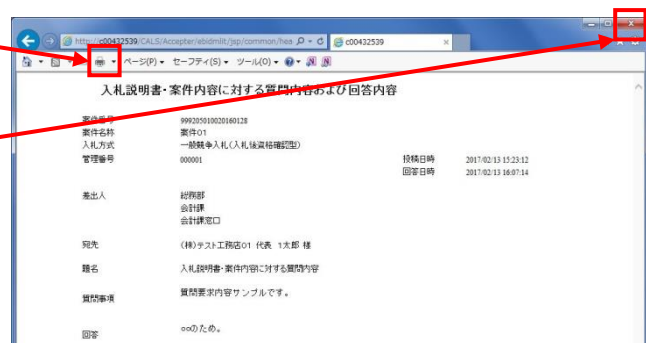 http://c00432539/CALS/Accepter/ebidmlit/jsp/common/hea
c00432539
ページ(P) セーフティ(S) ツール(O)
入札説明書・案件内容に対する質問内容および回答内容
案件番号 999205010020160128
案件名称 案件01
入札方式 一般競争入札(入札後資格確認型)
管理番号 000001 投稿日時 2017/02/13 15:23:12
回答日時 2017/02/13 16:07:14
差出人 総務部
会計課
会計課窓口
宛先 (株)テスト工務店01 代表 1太郎 様
題名 入札説明書・案件内容に対する質問内容
質問事項 質問要求内容サンプルです。
回答 ○○のため。